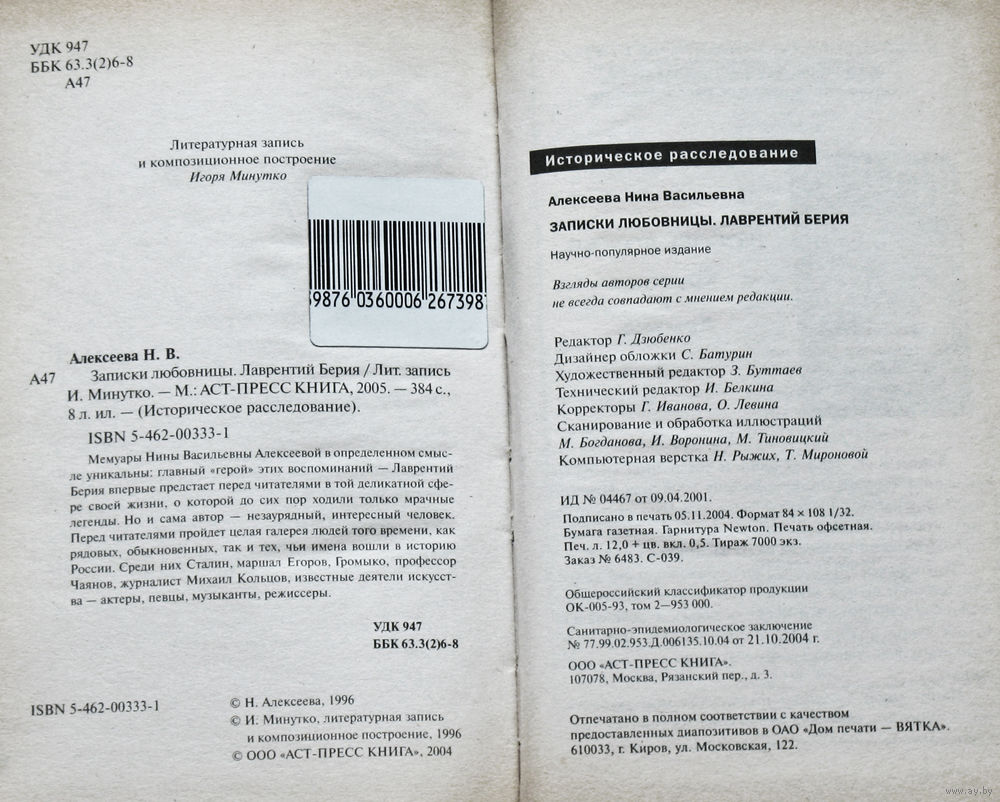 УДК 947
ББК 63.3(2)6-8
А47
Литературная запись
и композиционное построение
Игоря Минутко
39876 0360006 267398
Алексеева Н. В.
А47 Записки любовницы. Лаврентий Берия / Лит. запись
И. Минутко. — М.: АСТ-ПРЕСС КНИГА, 2005. — 384 с.,
8 л. ил. — (Историческое расследование).
ISBN 5-462-00333-1
Мемуары Нины Васильевны Алексеевой в определенном смыс-
ле уникальны: главный «герой» этих воспоминаний — Лаврентий
Берия впервые предстает перед читателями в той деликатной сфе-
ре своей жизни, о которой до сих пор ходили только мрачные
легенды. Но и сама автор — незаурядный, интересный человек.
Перед читателями пройдет целая галерея людей того времени, как
рядовых, обыкновенных, так и тех, чьи имена вошли в историю
России. Среди них Сталин, маршал Егоров, Громыко, профессор
Чаянов, журналист Михаил Кольцов, известные деятели искусст-
ва — актеры, певцы, музыканты, режиссеры.
УДК 947
ББК 63.3(2)6-8
ISBN 5-462-00333-1
© Н. Алексеева, 1996
© И. Минутко, литературная запись
и композиционное построение, 1996
© ООО «АСТ-ПРЕСС КНИГА», 2004
Историческое расследование
Алексеева Нина Васильевна
ЗАПИСКИ ЛЮБОВНИЦЫ. ЛАВРЕНТИЙ БЕРИЯ
Научно-популярное издание
Взгляды авторов серии
не всегда совпадают с мнением редакции.
Редактор Г. Дзюбенко
Дизайнер обложки С. Батурин
Художественный редактор З. Буттаев
Технический редактор И. Белкина
Корректоры Г. Иванова, О. Левина
Сканирование и обработка иллюстраций
М. Богданова, И. Воронина, М. Тиновицкий
Компьютерная верстка Н. Рыжих, Т. Мироновой
ИД № 04467 от 09.04.2001.
Подписано в печать 05.11.2004. Формат 84 × 108 1/32.
Бумага газетная. Гарнитура Newton. Печать офсетная.
Печ. л. 12,0 + цв. вкл. 0,5. Тираж 7000 экз.
Заказ № 6483. С-039.
Общероссийский классификатор продукции
ОК-005-93, том 2—953 000.
Санитарно-эпидемиологическое заключение
№ 77.99.02.953.Д.006135.10.04 от 21.10.2004 г.
ООО «АСТ-ПРЕСС КНИГА».
107078, Москва, Рязанский пер., д. 3.
Отпечатано в полном соответствии с качеством
предоставленных диапозитивов в ОАО «Дом печати — ВЯТКА».
610033, г. Киров, ул. Московская, 122.
www.ay.by